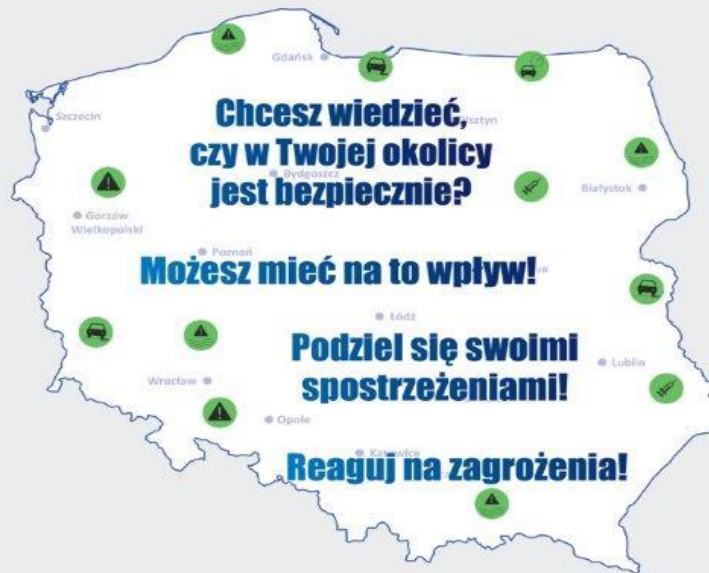 Gdańsk
Szczecin
Chcesz wiedzieć,
czy w Twojej okolicy
jest bezpiecznie?
Bydgoszcz
Białystok
Gorzów
Wielkopolski
Poznań
Możesz mieć na to wpływ!
Łódź
Podziel się swoimi
spostrzeżeniami!
Lublin
Wrocław
Opole
Katowice
Reaguj na zagrożenia!